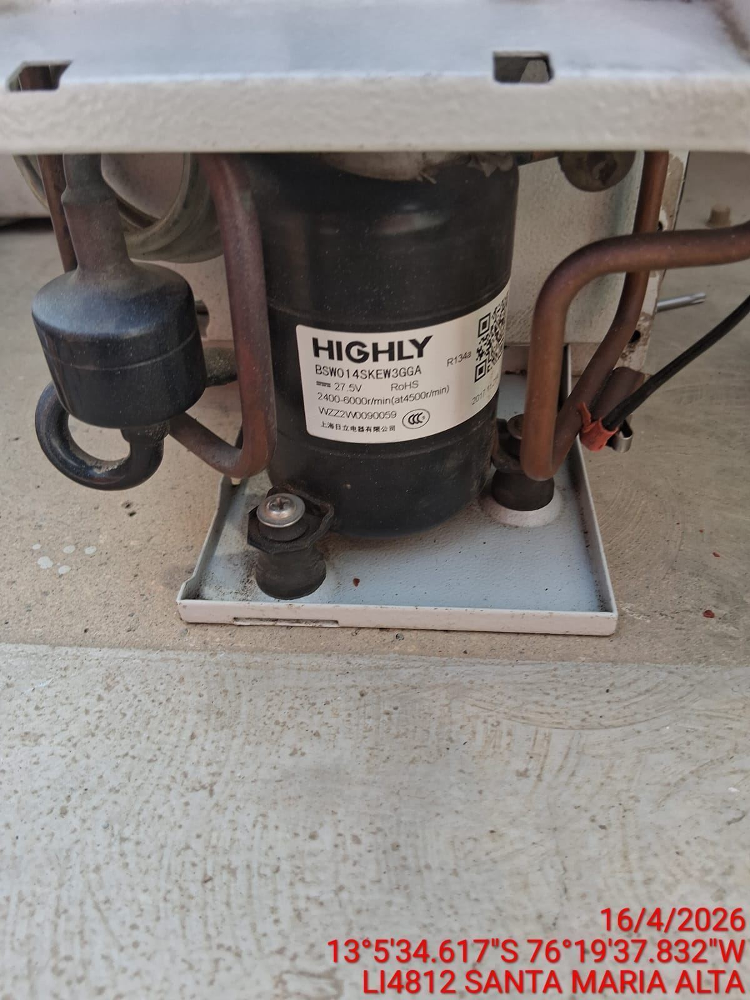 HIGHLY
BSW014SKEW3GGA
R134a
27.5V RoHS
2400-6000r/min(at4500r/min)
WZZ2W0090059
CCC
上海日立电器有限公司
16/4/2026
13°5'34.617"S 76°19'37.832"W
LI4812 SANTA MARIA ALTA